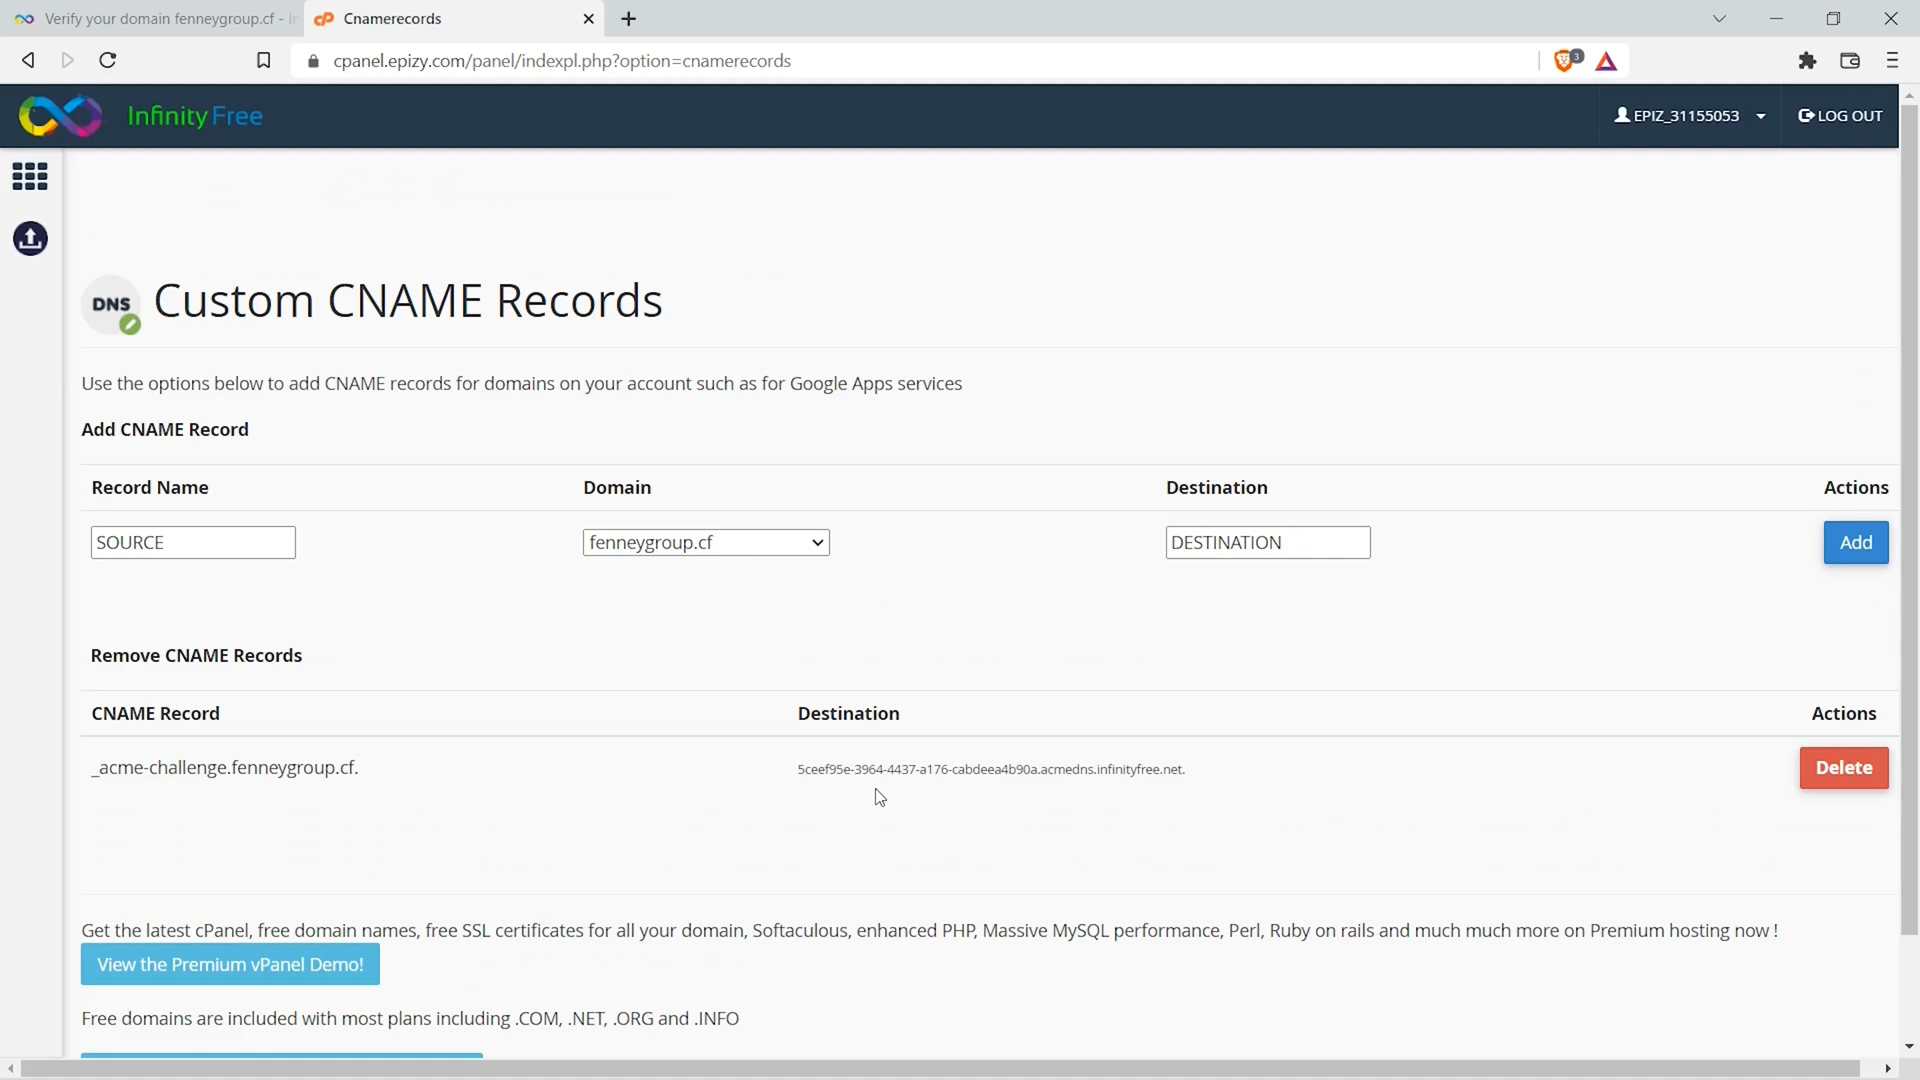 Verify your domain fenneygroup.cf - I
Cnamerecords
cpanel.epizy.com/panel/indexpl.php?option=cnamerecords
3
InfinityFree
EPIZ_31155053
LOG OUT
DNS
Custom CNAME Records
Use the options below to add CNAME records for domains on your account such as for Google Apps services
Add CNAME Record
Record Name Domain Destination Actions
SOURCE fenneygroup.cf DESTINATION Add
Remove CNAME Records
CNAME Record Destination Actions
_acme-challenge.fenneygroup.cf. 5ceef95e-3964-4437-a176-cabdeea4b90a.acmedns.infinityfree.net. Delete
Get the latest cPanel, free domain names, free SSL certificates for all your domain, Softaculous, enhanced PHP, Massive MySQL performance, Perl, Ruby on rails and much much more on Premium hosting now !
View the Premium vPanel Demo!
Free domains are included with most plans including .COM, .NET, .ORG and .INFO